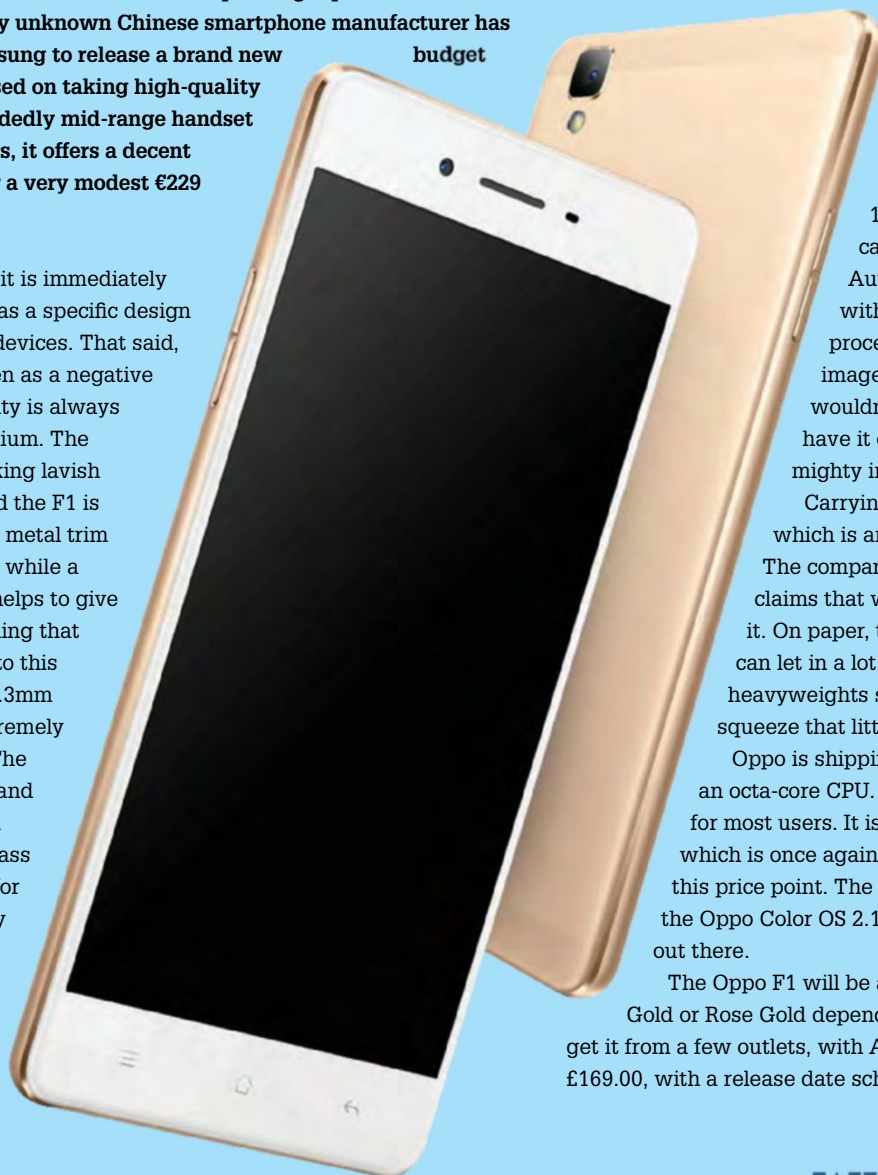 y unknown Chinese smartphone manufacturer has
sung to release a brand new budget
sed on taking high-quality
dedly mid-range handset
s, it offers a decent
a very modest €229
it is immediately
as a specific design
devices. That said,
en as a negative
ty is always
ium. The
king lavish
d the F1 is
metal trim
while a
helps to give
ing that
to this
.3mm
remely
The
and
ass
for
y
1
ca
Au
with
proce
image
wouldn
have it
mighty in
Carryin
which is a
The compan
claims that w
it. On paper, t
can let in a lot
heavyweights s
squeeze that litt
Oppo is shippi
an octa-core CPU.
for most users. It is
which is once again
this price point. The
the Oppo Color OS 2.1
out there.
The Oppo F1 will be a
Gold or Rose Gold depend
get it from a few outlets, with A
£169.00, with a release date sch